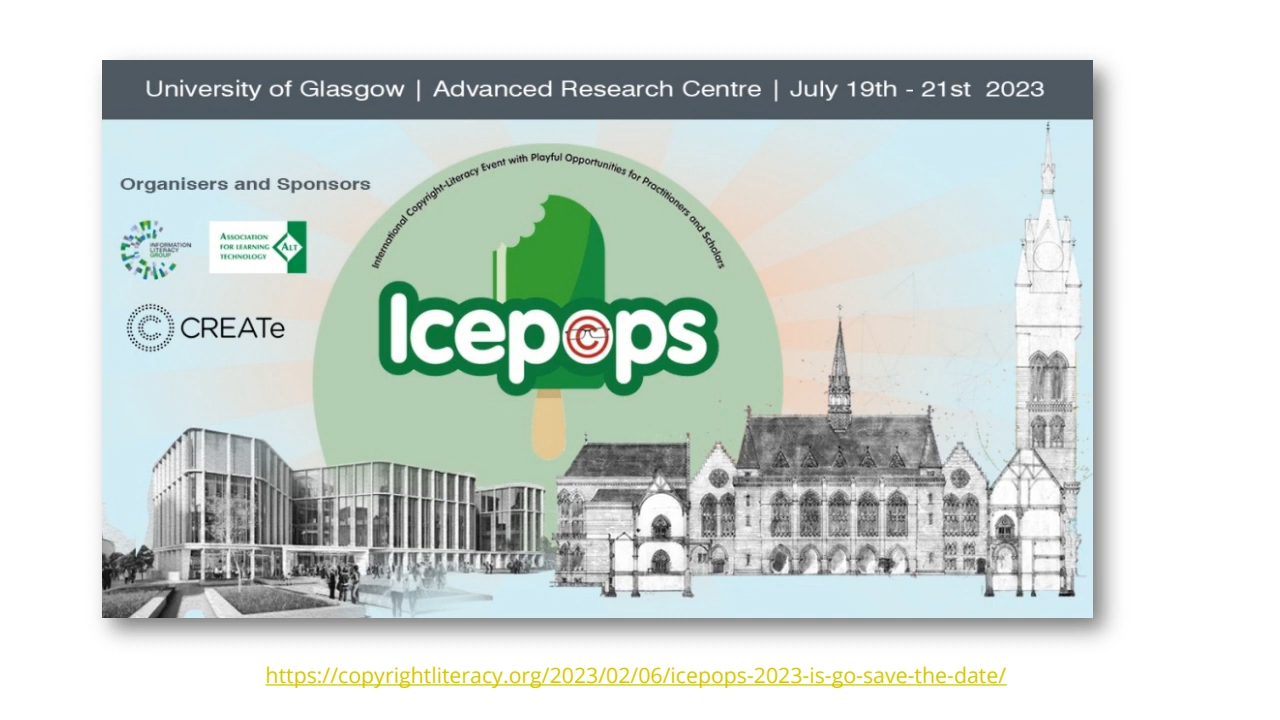 University of Glasgow | Advanced Research Centre | July 19th - 21st 2023
International Copyright-Literacy Event with Playful Opportunities for Practitioners and Scholars
Organisers and Sponsors
INFORMATION
LITERACY
GROUP
ASSOCIATION
FOR LEARNING
TECHNOLOGY
ALT
© CREATe
Icep©ps
https://copyrightliteracy.org/2023/02/06/icepops-2023-is-go-save-the-date/